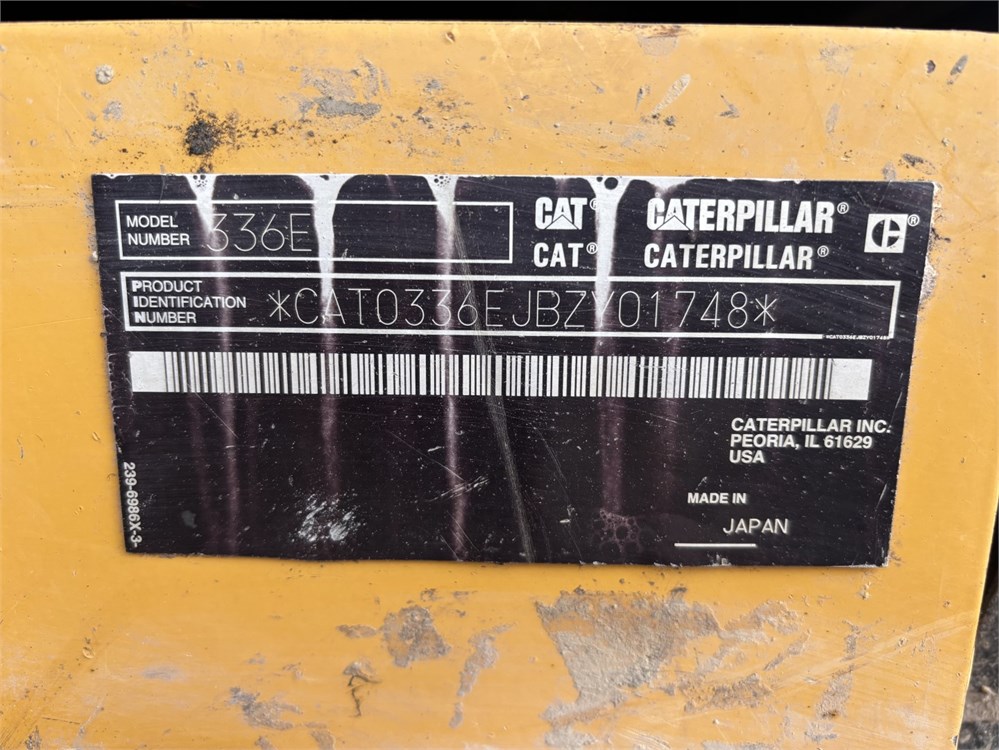 MODEL
NUMBER 336E
CAT® CATERPILLAR® ®
CAT® CATERPILLAR®
PRODUCT
IDENTIFICATION
NUMBER
*CAT0336EJBZY01748*
*CAT0336EJBZY01748*
CATERPILLAR INC.
PEORIA, IL 61629
USA
239-6986X-3
MADE IN
JAPAN